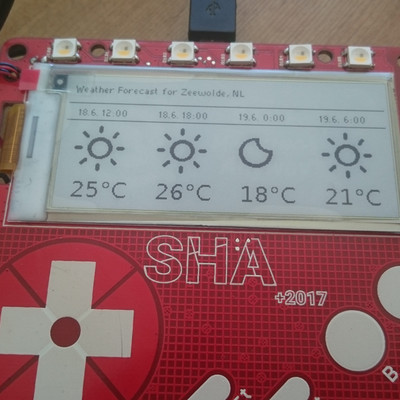 Weather Forecast for Zeewolde, NL
18.6. 12:00 18.6. 18:00 19.6. 0:00 19.6. 6:00
25°C 26°C 18°C 21°C
SHA
+2017
B